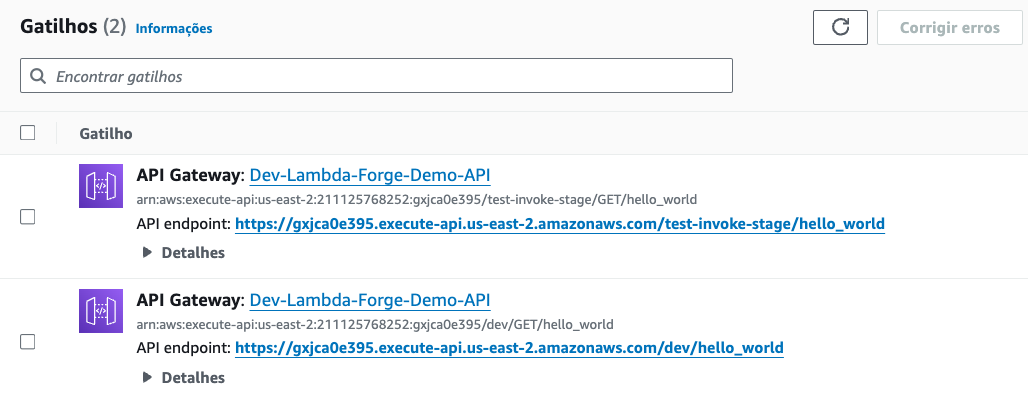 Gatilhos (2) Informações
Corrigir erros
Encontrar gatilhos
Gatilho
API Gateway: Dev-Lambda-Forge-Demo-API
arn:aws:execute-api:us-east-2:211125768252:gxjca0e395/test-invoke-stage/GET/hello_world
API endpoint: https://gxjca0e395.execute-api.us-east-2.amazonaws.com/test-invoke-stage/hello_world
Detalhes
API Gateway: Dev-Lambda-Forge-Demo-API
arn:aws:execute-api:us-east-2:211125768252:gxjca0e395/dev/GET/hello_world
API endpoint: https://gxjca0e395.execute-api.us-east-2.amazonaws.com/dev/hello_world
Detalhes